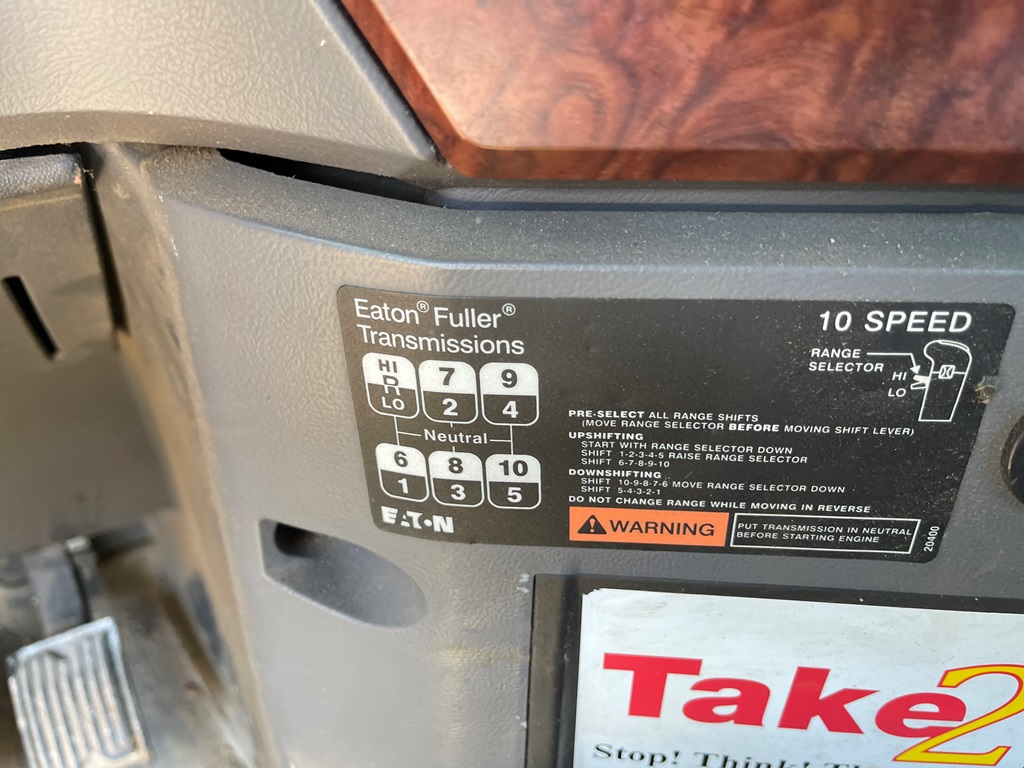 Eaton® Fuller®
Transmissions
10 SPEED
RANGE
SELECTOR
HI
LO
HI 7 9
R
LO 2 4
Neutral
6 8 10
1 3 5
EATON
PRE-SELECT ALL RANGE SHIFTS
(MOVE RANGE SELECTOR BEFORE MOVING SHIFT LEVER)
UPSHIFTING
START WITH RANGE SELECTOR DOWN
SHIFT 1-2-3-4-5 RAISE RANGE SELECTOR
SHIFT 6-7-8-9-10
DOWNSHIFTING
SHIFT 10-9-8-7-6 MOVE RANGE SELECTOR DOWN
SHIFT 5-4-3-2-1
DO NOT CHANGE RANGE WHILE MOVING IN REVERSE
WARNING
PUT TRANSMISSION IN NEUTRAL
BEFORE STARTING ENGINE
20400
Take 2
Stop! Think!